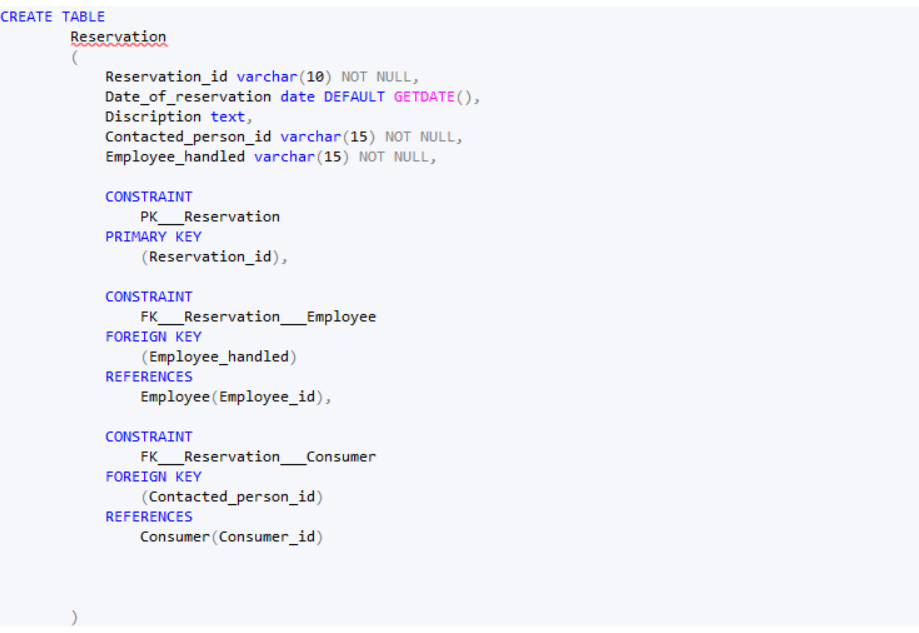 CREATE TABLE
Reservation
(
Reservation_id varchar(10) NOT NULL,
Date_of_reservation date DEFAULT GETDATE(),
Discription text,
Contacted_person_id varchar(15) NOT NULL,
Employee_handled varchar(15) NOT NULL,
CONSTRAINT
PK___Reservation
PRIMARY KEY
(Reservation_id),
CONSTRAINT
FK___Reservation___Employee
FOREIGN KEY
(Employee_handled)
REFERENCES
Employee(Employee_id),
CONSTRAINT
FK___Reservation___Consumer
FOREIGN KEY
(Contacted_person_id)
REFERENCES
Consumer(Consumer_id)
)